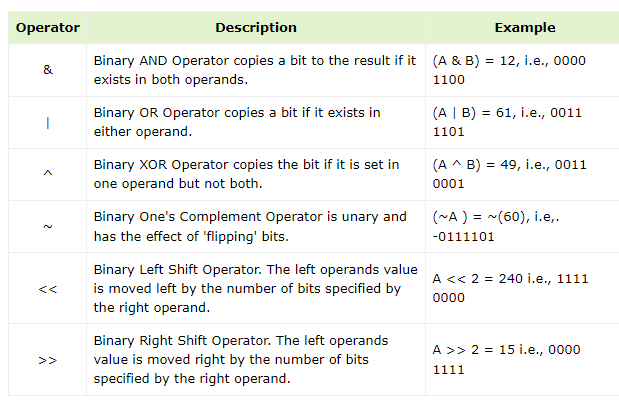 Operator Description Example
& Binary AND Operator copies a bit to the result if it (A & B) = 12, i.e., 0000
exists in both operands. 1100
| Binary OR Operator copies a bit if it exists in (A | B) = 61, i.e., 0011
either operand. 1101
^ Binary XOR Operator copies the bit if it is set in (A ^ B) = 49, i.e., 0011
one operand but not both. 0001
~ Binary One's Complement Operator is unary and (~A ) = ~(60), i.e,.
has the effect of 'flipping' bits. -0111101
Binary Left Shift Operator. The left operands value
<< is moved left by the number of bits specified by A << 2 = 240 i.e., 1111
the right operand. 0000
Binary Right Shift Operator. The left operands
>> value is moved right by the number of bits A >> 2 = 15 i.e., 0000
specified by the right operand. 1111